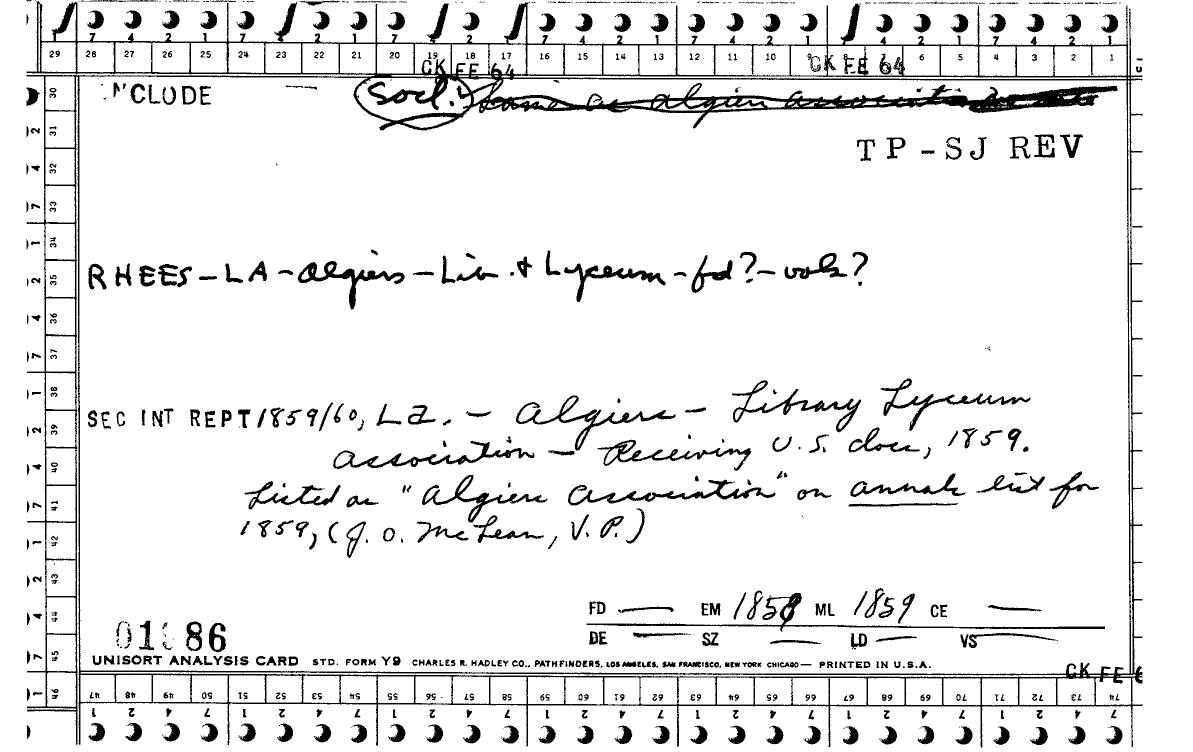 7 4 2 1 7 4 2 1 7 4 2 1 7 4 2 1 7 4 2 1 7 4 2 1 7 4 2 1
29 28 27 26 25 24 23 22 21 20 19 18 17 16 15 14 13 12 11 10 9 8 7 6 5 4 3 2 1
CK FE 64 CK FE 64
INCLUDE — Socl. Same as Algiers Association
TP-SJ REV
RHEES-LA-Algiers-Lib. & Lyceum-fd?-vols?
SEC INT REPT 1859/60, La. - Algiers - Library Lyceum
Association - Receiving U.S. docs, 1859.
Listed as "Algiers Association" on annals list for
1859, (J. O. McLean, V.P.)
FD — EM 1858 ML 1859 CE —
DE — SZ — LD — VS —
01 86
UNISORT ANALYSIS CARD STD. FORM Y9 CHARLES R. HADLEY CO., PATHFINDERS, LOS ANGELES, SAN FRANCISCO, NEW YORK CHICAGO — PRINTED IN U.S.A.
CK FE 6
30
31
32
33
34
35
36
37
38
39
40
41
42
43
44
45
46
47 48 49 50 51 52 53 54 55 56 57 58 59 60 61 62 63 64 65 66 67 68 69 70 71 72 73 74
1 2 4 7 1 2 4 7 1 2 4 7 1 2 4 7 1 2 4 7 1 2 4 7 1 2 4 7